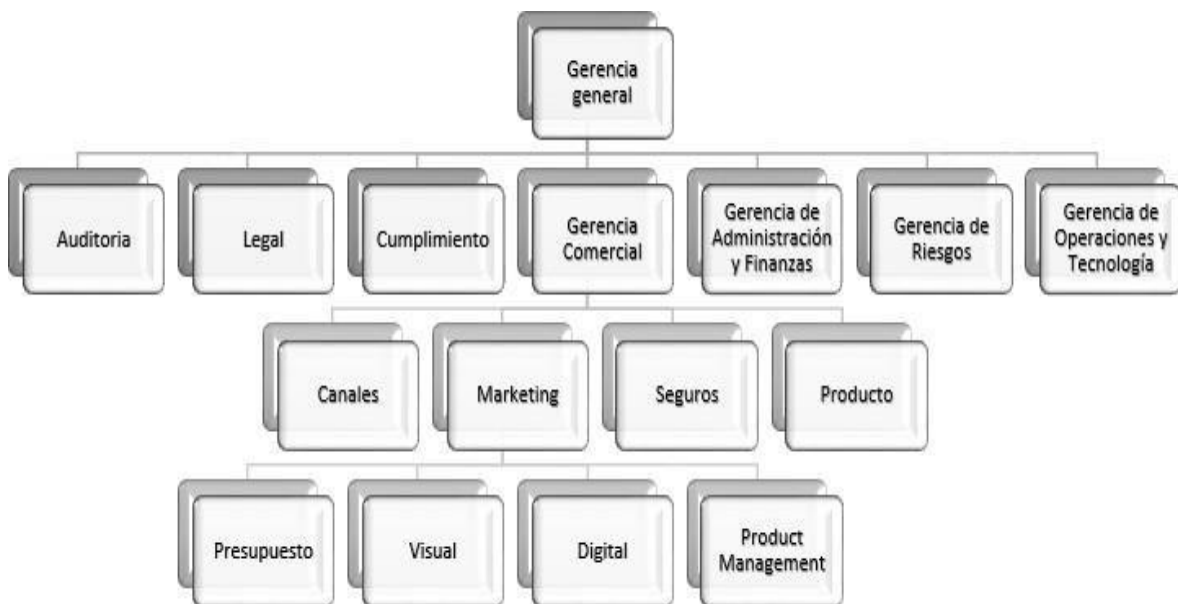 Gerencia
general
Auditoria
Legal
Cumplimiento
Gerencia
Comercial
Gerencia de
Administración
y Finanzas
Gerencia de
Riesgos
Gerencia de
Operaciones y
Tecnología
Canales
Marketing
Seguros
Producto
Presupuesto
Visual
Digital
Product
Management